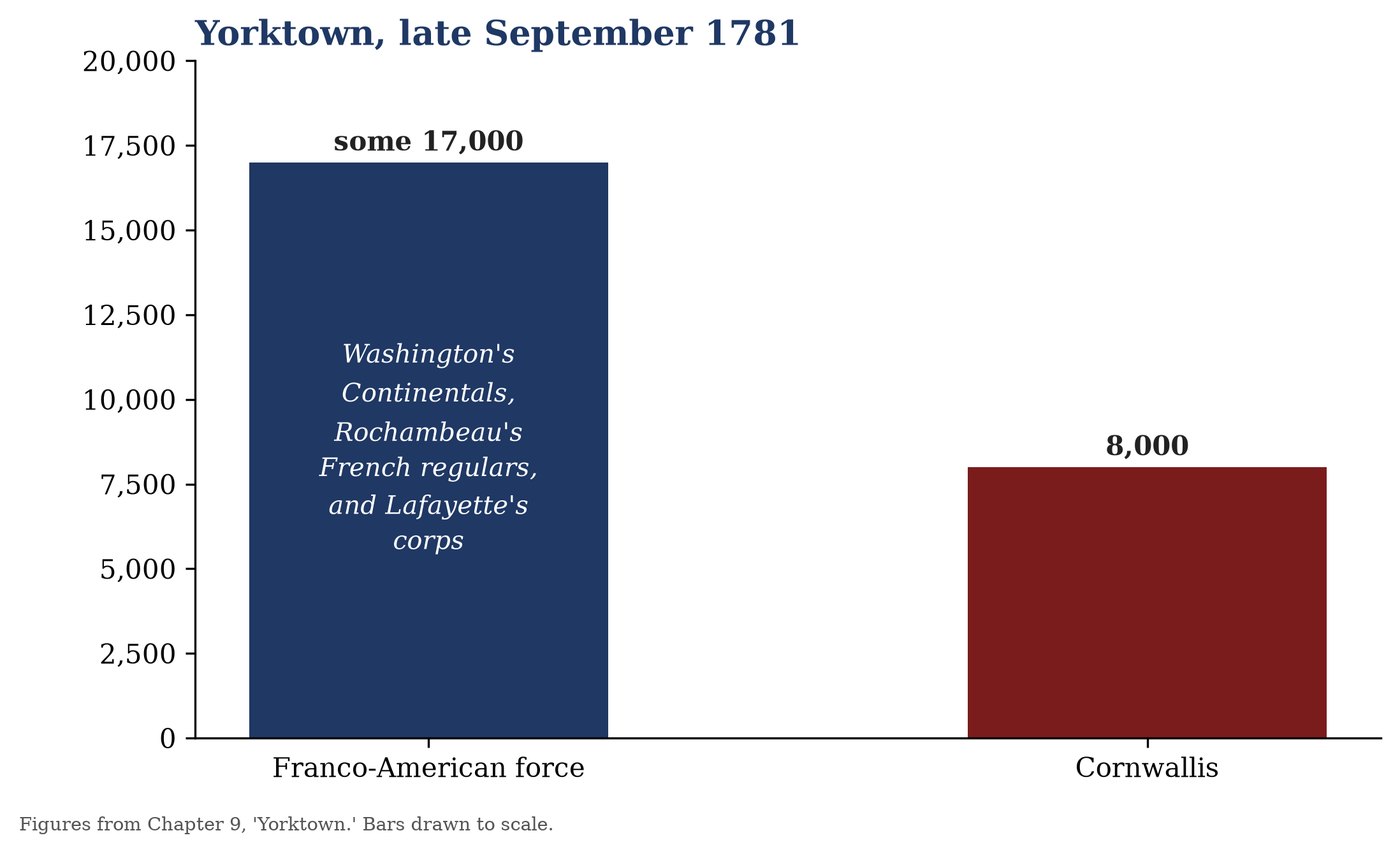 Yorktown, late September 1781
20,000
17,500
15,000
12,500
10,000
7,500
5,000
2,500
0
some 17,000
Washington's
Continentals,
Rochambeau's
French regulars,
and Lafayette's
corps
8,000
Franco-American force
Cornwallis
Figures from Chapter 9, 'Yorktown.' Bars drawn to scale.